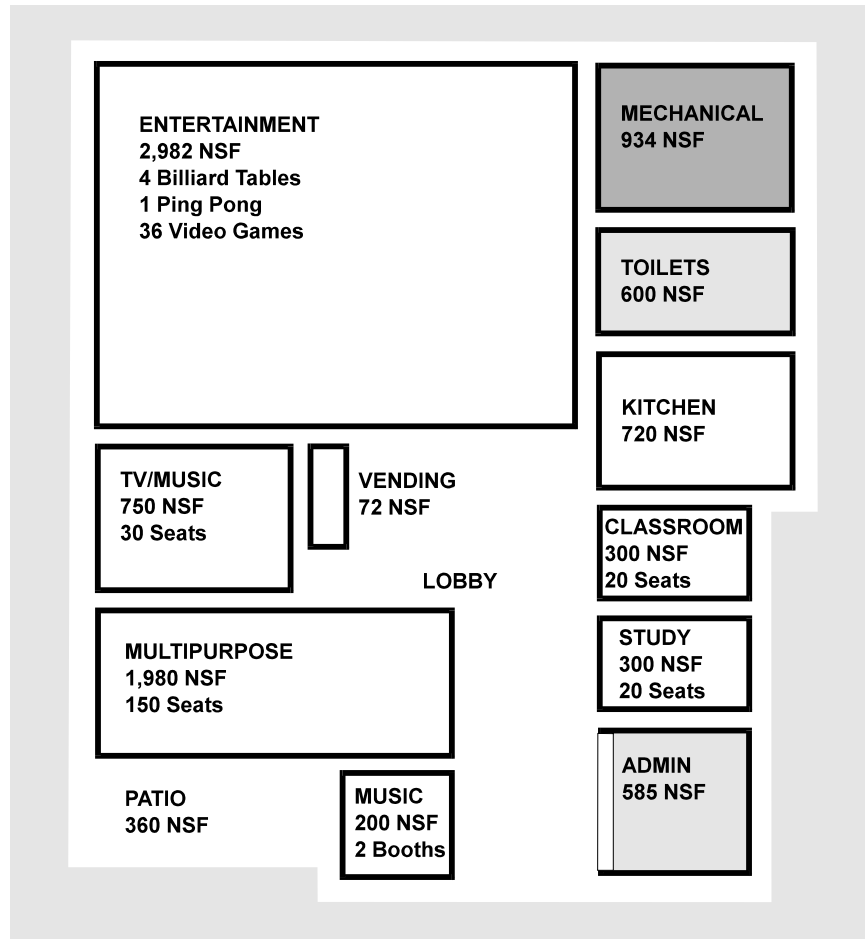 ENTERTAINMENT
2,982 NSF
4 Billiard Tables
1 Ping Pong
36 Video Games
MECHANICAL
934 NSF
TOILETS
600 NSF
KITCHEN
720 NSF
TV/MUSIC
750 NSF
30 Seats
VENDING
72 NSF
CLASSROOM
300 NSF
20 Seats
LOBBY
STUDY
300 NSF
20 Seats
MULTIPURPOSE
1,980 NSF
150 Seats
ADMIN
585 NSF
PATIO
360 NSF
MUSIC
200 NSF
2 Booths